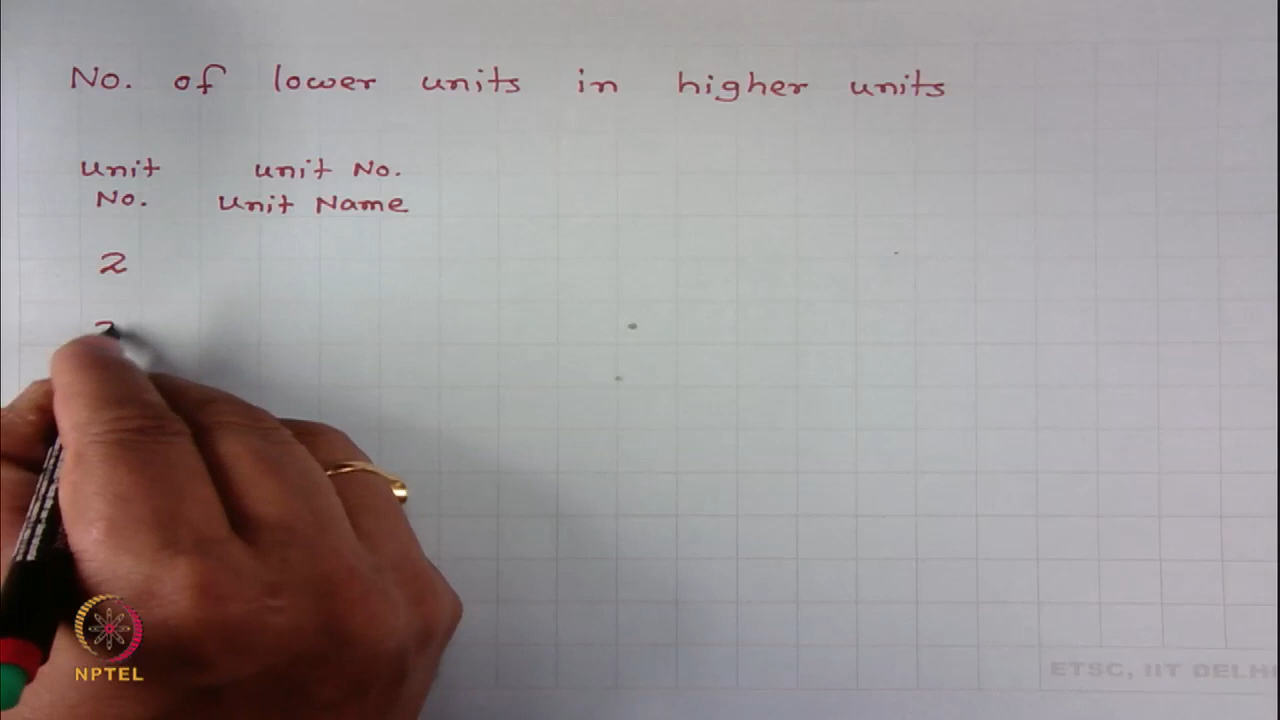 No. of lower units in higher units
Unit unit No.
No. Unit Name
2
NPTEL
ETSC, IIT DELHI